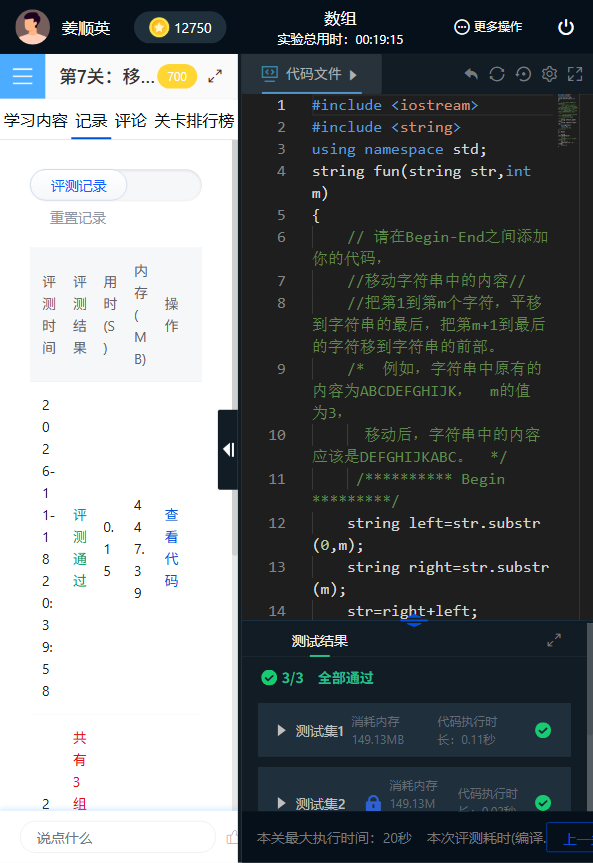 姜顺英
12750
数组
实验总用时：00:19:15
更多操作
第7关：移...
700
代码文件
学习内容 记录 评论 关卡排行榜
评测记录
重置记录
评测时间
评测结果
用时(S)
内存(MB)
操作
2026-11-18 20:39:58
评测通过
0.15
447.39
查看代码
共有3组
2
说点什么
1 #include <iostream>
2 #include <string>
3 using namespace std;
4 string fun(string str,int
m)
5 {
6 // 请在Begin-End之间添加
你的代码，
7 //移动字符串中的内容//
8 //把第1到第m个字符，平移
到字符串的最后，把第m+1到最后
的字符移到字符串的前部。
9 /* 例如，字符串中原有的
内容为ABCDEFGHIJK， m的值
为3，
10 移动后，字符串中的内容
应该是DEFGHIJKABC。 */
11 /********** Begin
*********/
12 string left=str.substr
(0,m);
13 string right=str.substr
(m);
14 str=right+left;
测试结果
3/3 全部通过
测试集1
消耗内存
149.13MB
代码执行时
长：0.11秒
测试集2
消耗内存
149.13M
代码执行时
长：0.02秒
本关最大执行时间：20秒 本次评测耗时(编译.
上一